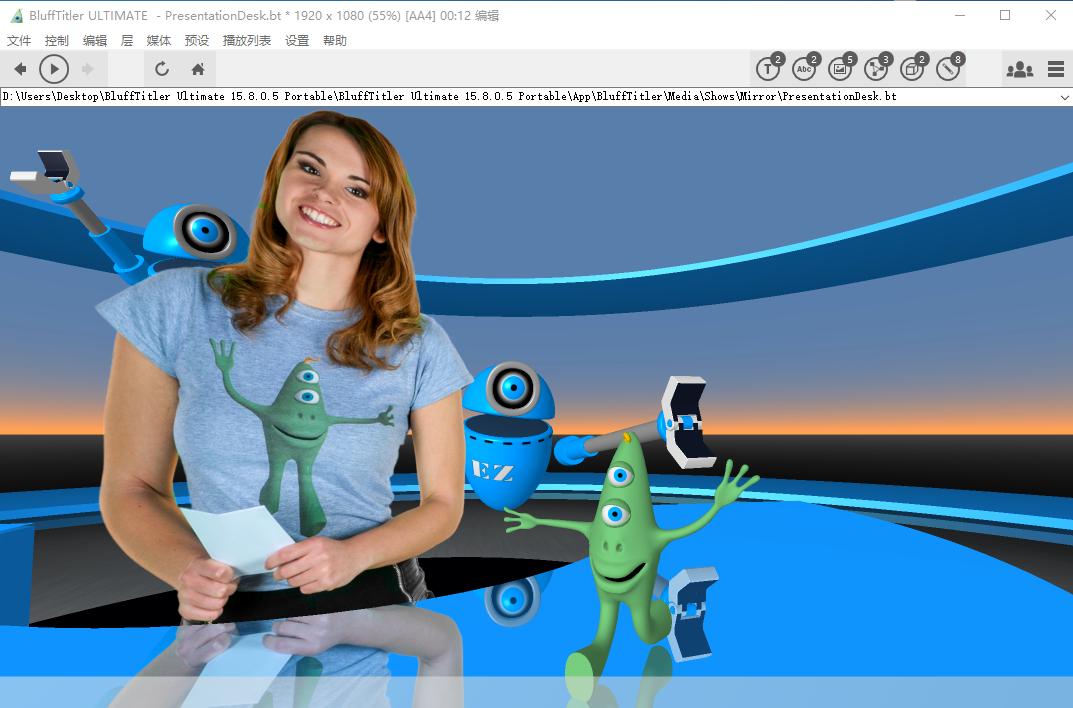 BluffTitler ULTIMATE - PresentationDesk.bt * 1920 x 1080 (55%) [AA4] 00:12 编辑
文件 控制 编辑 层 媒体 预设 播放列表 设置 帮助
T 2 Abc 2 5 3 2 8
D:\Users\Desktop\BluffTitler Ultimate 15.8.0.5 Portable\BluffTitler Ultimate 15.8.0.5 Portable\App\BluffTitler\Media\Shows\Mirror\PresentationDesk.bt
EZ